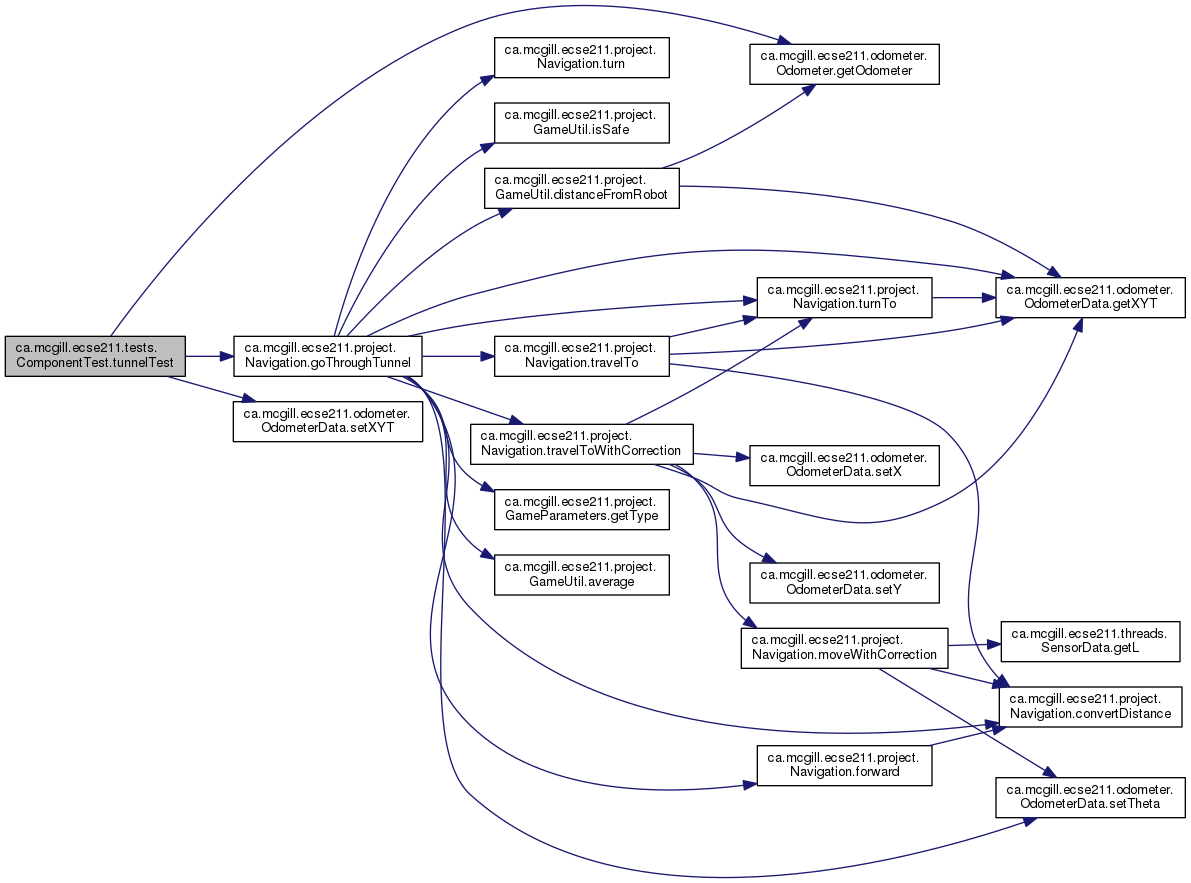 ca.mcgill.ecse211.project.
Navigation.turn
ca.mcgill.ecse211.odometer.
Odometer.getOdometer
ca.mcgill.ecse211.project.
GameUtil.isSafe
ca.mcgill.ecse211.project.
GameUtil.distanceFromRobot
ca.mcgill.ecse211.project.
Navigation.turnTo
ca.mcgill.ecse211.odometer.
OdometerData.getXYT
ca.mcgill.ecse211.tests.
ComponentTest.tunnelTest
ca.mcgill.ecse211.project.
Navigation.goThroughTunnel
ca.mcgill.ecse211.project.
Navigation.travelTo
ca.mcgill.ecse211.odometer.
OdometerData.setXYT
ca.mcgill.ecse211.project.
Navigation.travelToWithCorrection
ca.mcgill.ecse211.odometer.
OdometerData.setX
ca.mcgill.ecse211.project.
GameParameters.getType
ca.mcgill.ecse211.project.
GameUtil.average
ca.mcgill.ecse211.odometer.
OdometerData.setY
ca.mcgill.ecse211.project.
Navigation.moveWithCorrection
ca.mcgill.ecse211.threads.
SensorData.getL
ca.mcgill.ecse211.project.
Navigation.convertDistance
ca.mcgill.ecse211.project.
Navigation.forward
ca.mcgill.ecse211.odometer.
OdometerData.setTheta